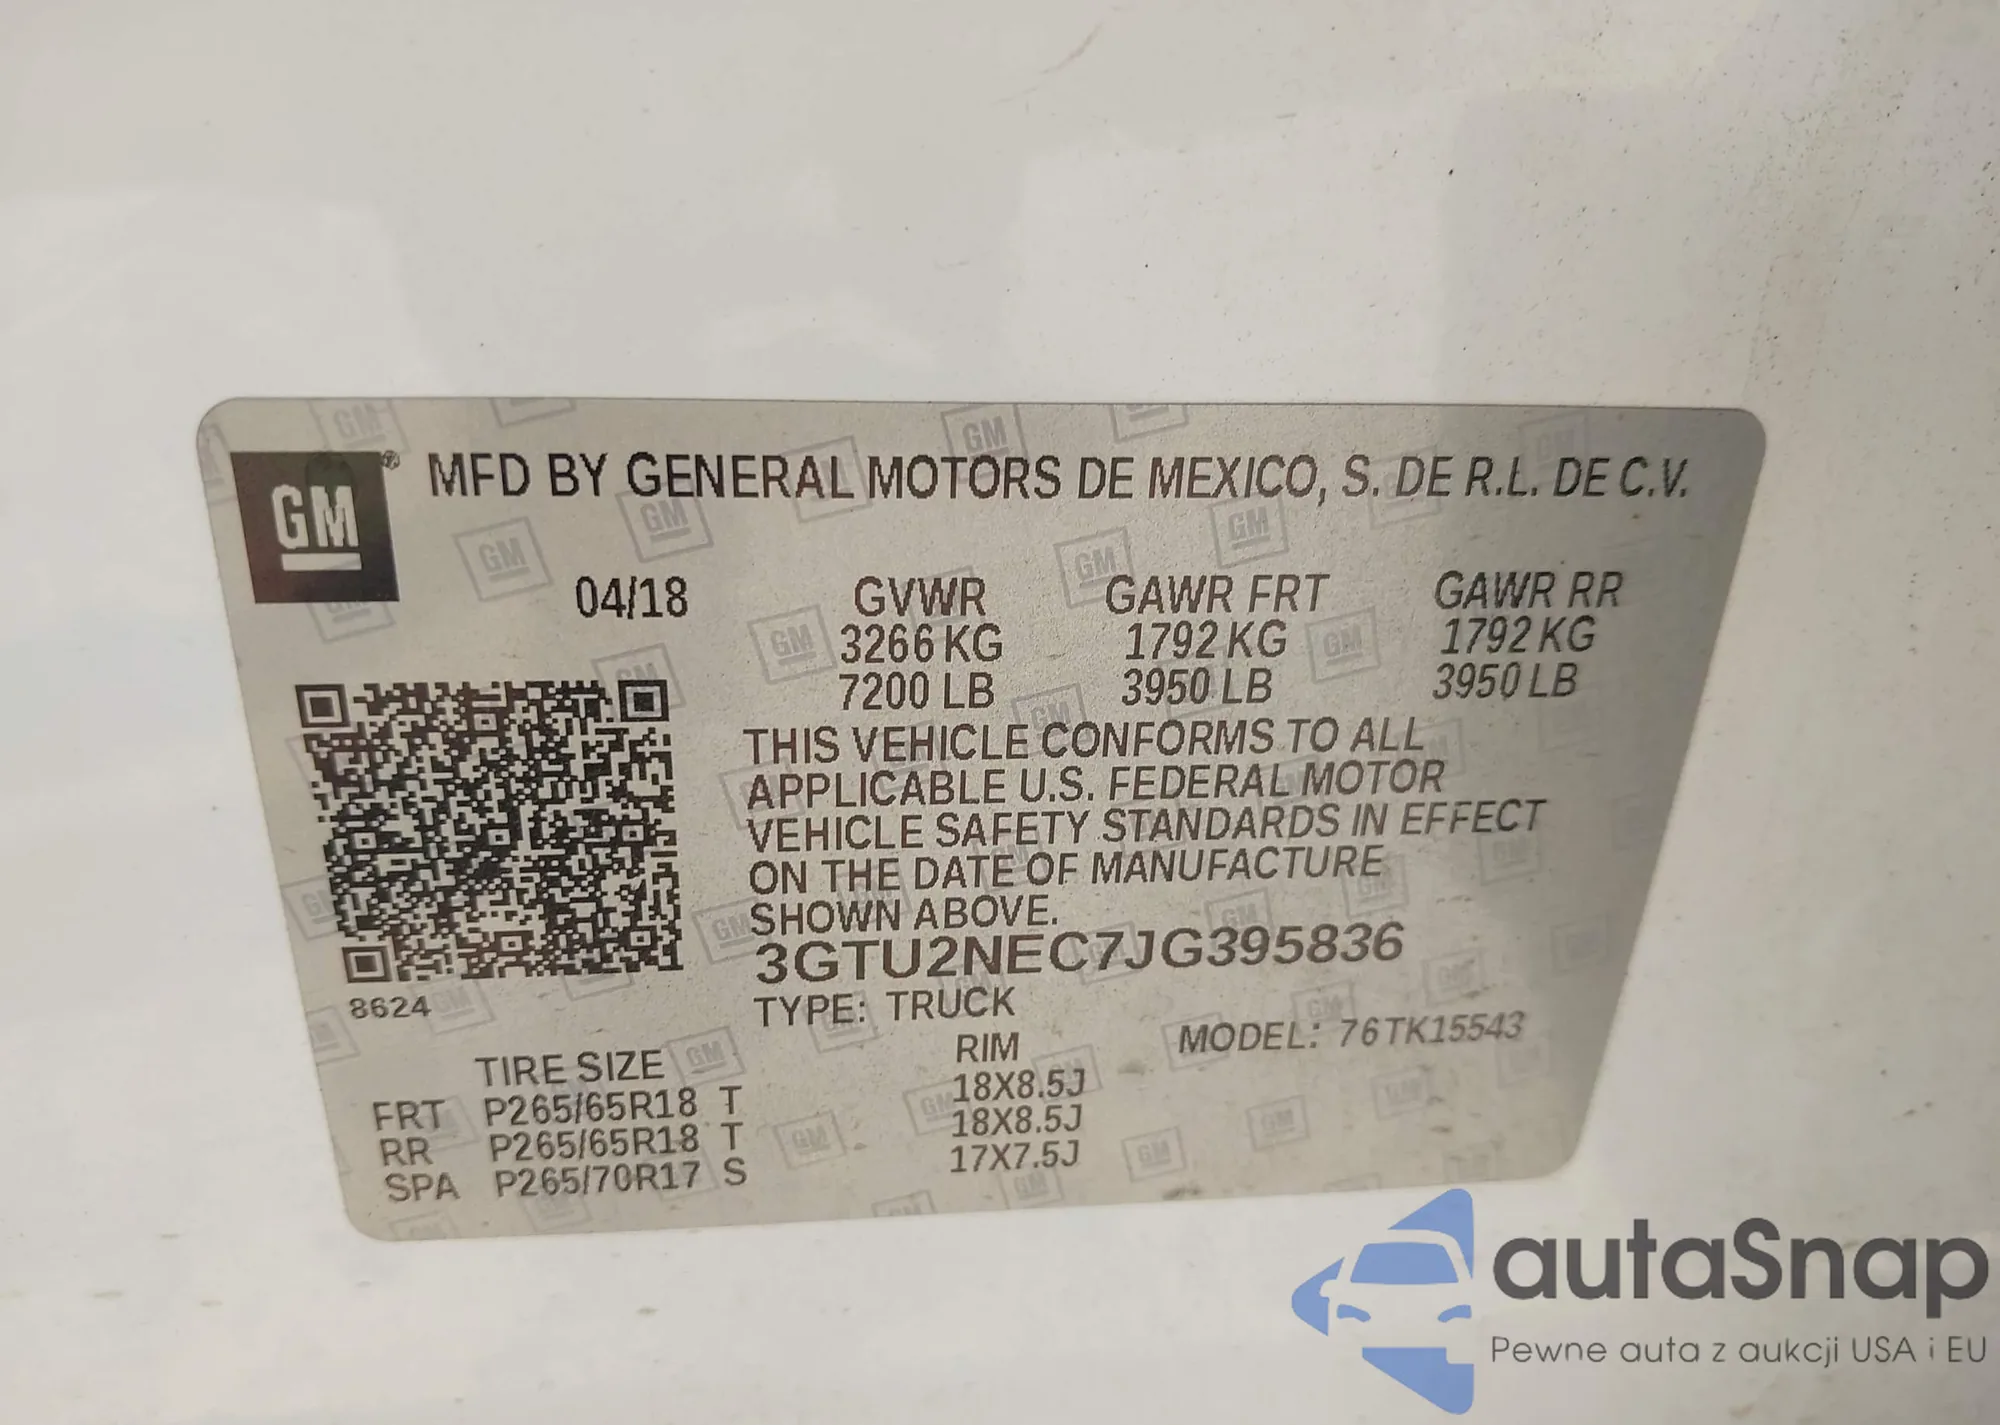 GM
MFD BY GENERAL MOTORS DE MEXICO, S. DE R.L. DE C.V.
04/18 GVWR GAWR FRT GAWR RR
3266 KG 1792 KG 1792 KG
7200 LB 3950 LB 3950 LB
THIS VEHICLE CONFORMS TO ALL
APPLICABLE U.S. FEDERAL MOTOR
VEHICLE SAFETY STANDARDS IN EFFECT
ON THE DATE OF MANUFACTURE
SHOWN ABOVE.
3GTU2NEC7JG395836
8624
TYPE: TRUCK
MODEL: 76TK15543
TIRE SIZE RIM
FRT P265/65R18 T 18X8.5J
RR P265/65R18 T 18X8.5J
SPA P265/70R17 S 17X7.5J
autaSnap
Pewne auta z aukcji USA i EU